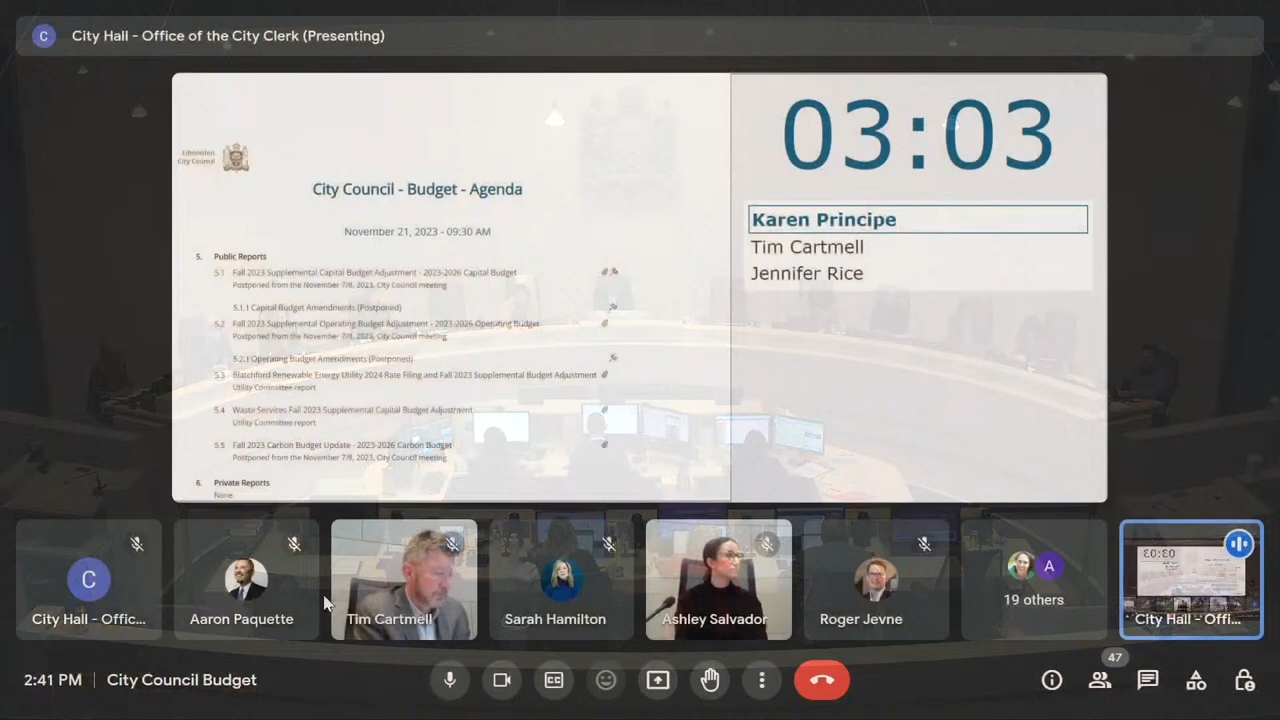 C City Hall - Office of the City Clerk (Presenting)
Edmonton
City Council
City Council - Budget - Agenda
November 21, 2023 - 09:30 AM
5. Public Reports
5.1 Fall 2023 Supplemental Capital Budget Adjustment - 2023-2026 Capital Budget
Postponed from the November 7/8, 2023, City Council meeting
5.1.1 Capital Budget Amendments (Postponed)
5.2 Fall 2023 Supplemental Operating Budget Adjustment - 2023-2026 Operating Budget
Postponed from the November 7/8, 2023, City Council meeting
5.2.1 Operating Budget Amendments (Postponed)
5.3 Blatchford Renewable Energy Utility 2024 Rate Filing and Fall 2023 Supplemental Budget Adjustment
Utility Committee report
5.4 Waste Services Fall 2023 Supplemental Capital Budget Adjustment
Utility Committee report
5.5 Fall 2023 Carbon Budget Update - 2023-2026 Carbon Budget
Postponed from the November 7/8, 2023, City Council meeting
6. Private Reports
None
03:03
Karen Principe
Tim Cartmell
Jennifer Rice
C
City Hall - Offic...
Aaron Paquette
Tim Cartmell
Sarah Hamilton
Ashley Salvador
Roger Jevne
A
19 others
03:03
City Hall - Offi...
2:41 PM | City Council Budget
CC
47